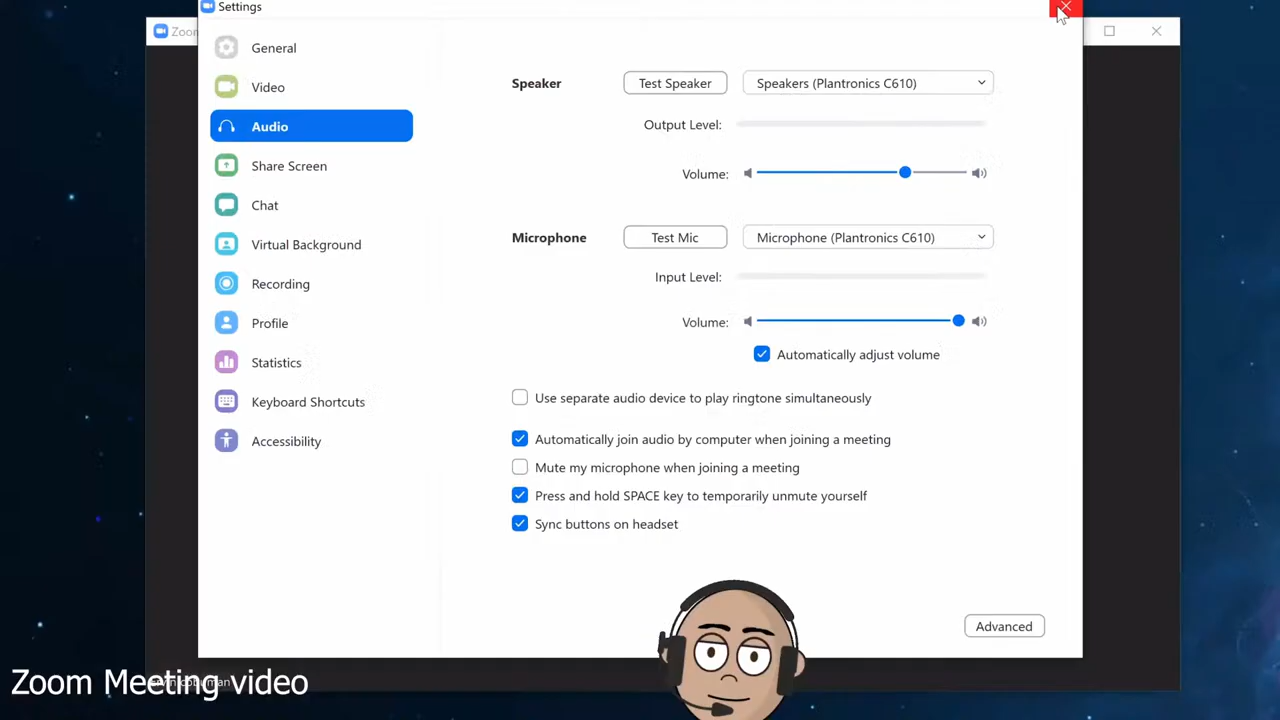 Settings
Zoom
General
Video
Audio
Share Screen
Chat
Virtual Background
Recording
Profile
Statistics
Keyboard Shortcuts
Accessibility
Speaker
Test Speaker
Speakers (Plantronics C610)
Output Level:
Volume:
Microphone
Test Mic
Microphone (Plantronics C610)
Input Level:
Volume:
Automatically adjust volume
Use separate audio device to play ringtone simultaneously
Automatically join audio by computer when joining a meeting
Mute my microphone when joining a meeting
Press and hold SPACE key to temporarily unmute yourself
Sync buttons on headset
Advanced
Zoom Meeting video